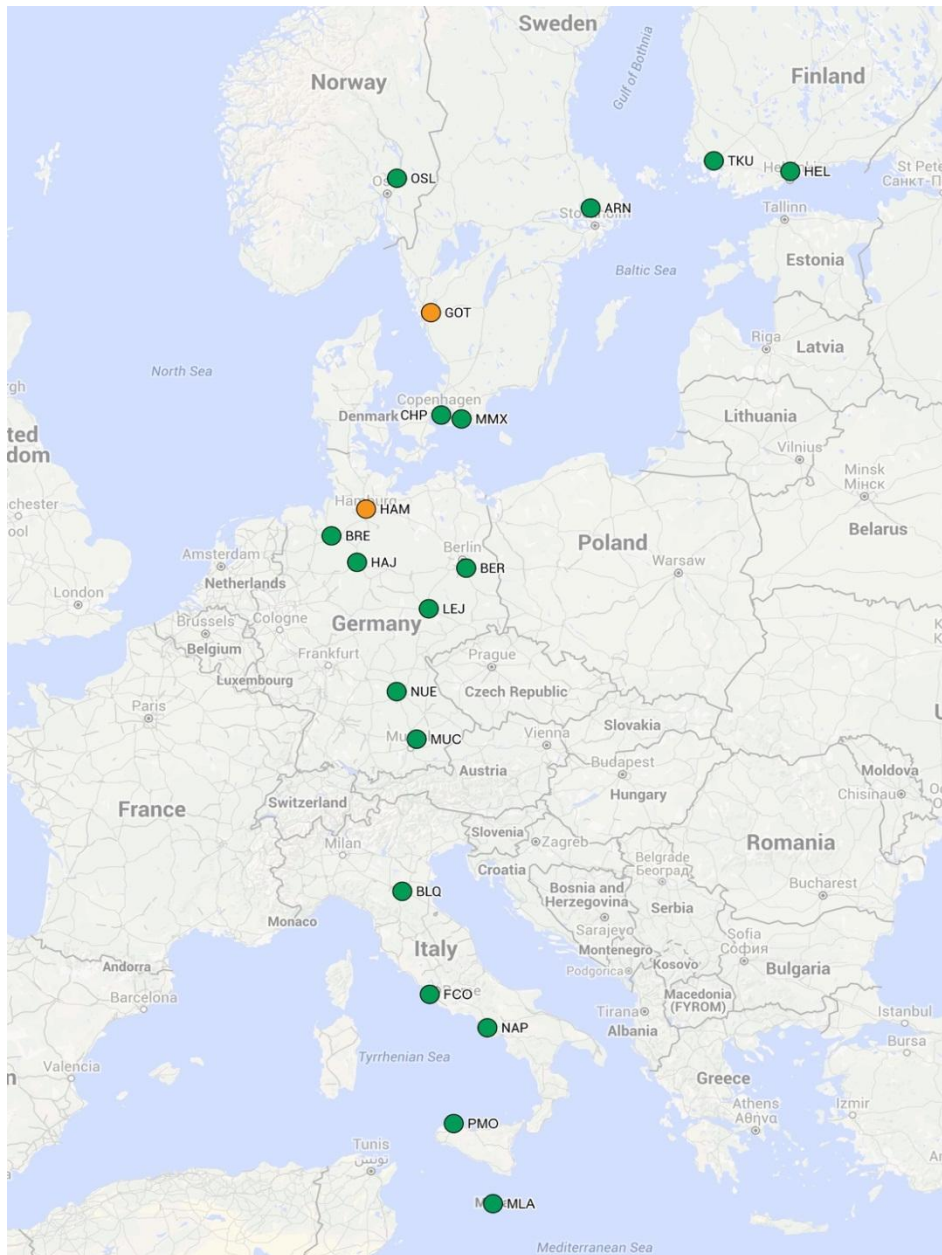 Sweden
Norway
Gulf of Bothnia
Finland
TKU
HEL
OSL
St Pete
Санкт-П
ARN
Tallinn
Baltic Sea
Estonia
GOT
Riga
Latvia
North Sea
Copenhagen
Denmark
CHP
MMX
Lithuania
Vilnius
ted
dom
Minsk
Мінск
Hamburg
HAM
chester
ool
Belarus
BRE
Poland
Amsterdam
HAJ
Berlin
BER
Warsaw
Netherlands
London
LEJ
Brussels
Cologne
Germany
Belgium
Frankfurt
Prague
Luxembourg
NUE
Czech Republic
Paris
Slovakia
MUC
Vienna
Budapest
Austria
Moldova
Hungary
Chisinau
Switzerland
France
Slovenia
Zagreb
Romania
Milan
Belgrade
Београд
Croatia
Bosnia and
Herzegovina
Bucharest
BLQ
Serbia
Monaco
Sarajevo
Sofia
София
Italy
Montenegro
Kosovo
Andorra
Podgorica
Bulgaria
Barcelona
FCO
Macedonia
(FYROM)
Tirana
Istanbul
NAP
Albania
Bursa
Tyrrhenian Sea
Valencia
Greece
Athens
Αθήνα
Izmir
PMO
Tunis
تونس
MLA
Mediterranean Sea